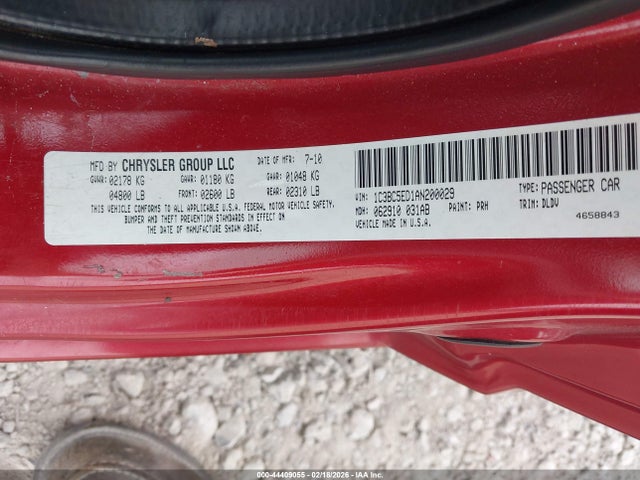 MFD BY CHRYSLER GROUP LLC DATE OF MFR: 7-10
GVWR: 02178 KG GAWR: 01180 KG GAWR: 01048 KG
04800 LB FRONT: 02600 LB REAR: 02310 LB
THIS VEHICLE CONFORMS TO ALL APPLICABLE U.S.A. FEDERAL MOTOR VEHICLE SAFETY,
BUMPER AND THEFT PREVENTION STANDARDS IN EFFECT ON
THE DATE OF MANUFACTURE SHOWN ABOVE.
VIN: 1C3BC5ED1AN200029 TYPE: PASSENGER CAR
MDH: 062910 031AB PAINT: PRH TRIM: DLDV
VEHICLE MADE IN U.S.A. 4658843
000-44409055 - 02/18/2026 - IAA Inc.